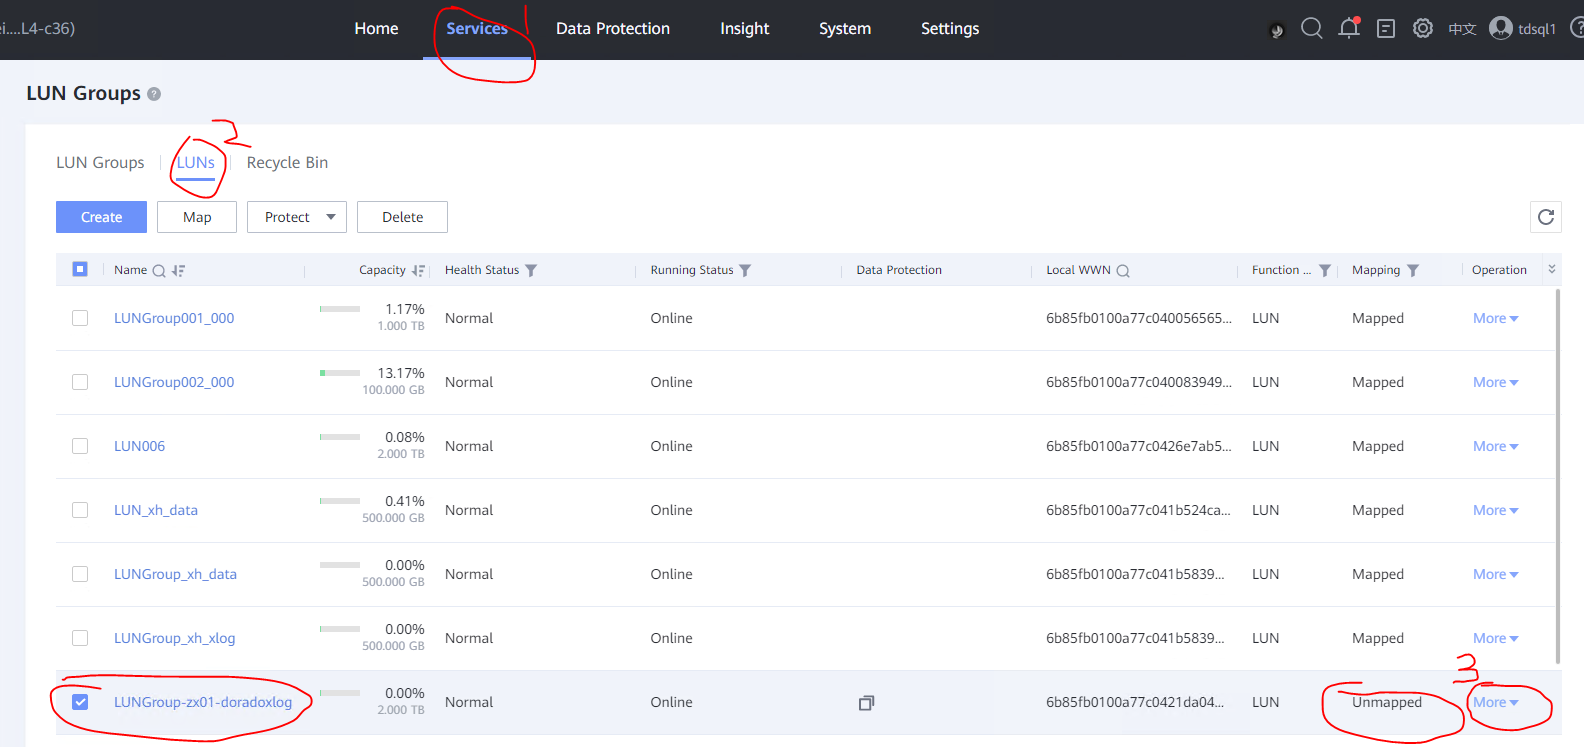 ei....L4-c36) Home Services 1 Data Protection Insight System Settings 中文 tdsql1
LUN Groups
2
LUN Groups LUNs Recycle Bin
Create Map Protect Delete
Name Capacity Health Status Running Status Data Protection Local WWN Function ... Mapping Operation
LUNGroup001_000 1.17% Normal Online 6b85fb0100a77c040056565... LUN Mapped More
1.000 TB
LUNGroup002_000 13.17% Normal Online 6b85fb0100a77c040083949... LUN Mapped More
100.000 GB
LUN006 0.08% Normal Online 6b85fb0100a77c0426e7ab5... LUN Mapped More
2.000 TB
LUN_xh_data 0.41% Normal Online 6b85fb0100a77c041b524ca... LUN Mapped More
500.000 GB
LUNGroup_xh_data 0.00% Normal Online 6b85fb0100a77c041b5839... LUN Mapped More
500.000 GB
LUNGroup_xh_xlog 0.00% Normal Online 6b85fb0100a77c041b5839... LUN Mapped More
500.000 GB
3
LUNGroup-zx01-doradoxlog 0.00% Normal Online 6b85fb0100a77c0421da04... LUN Unmapped More
2.000 TB